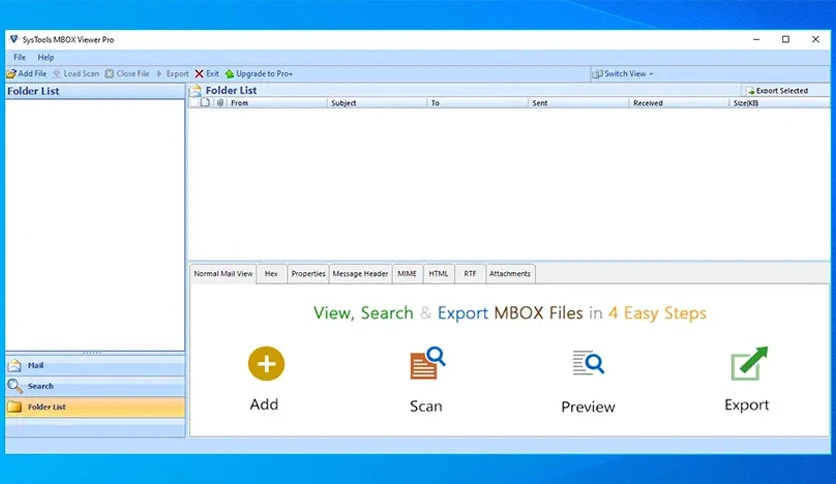 SysTools MBOX Viewer Pro
File Help
Add File Load Scan Close File Export Exit Upgrade to Pro+ Switch View
Folder List
Folder List Export Selected
From Subject To Sent Received Size(KB)
Normal Mail View Hex Properties Message Header MIME HTML RTF Attachments
View, Search & Export MBOX Files in 4 Easy Steps
Add Scan Preview Export
Mail
Search
Folder List